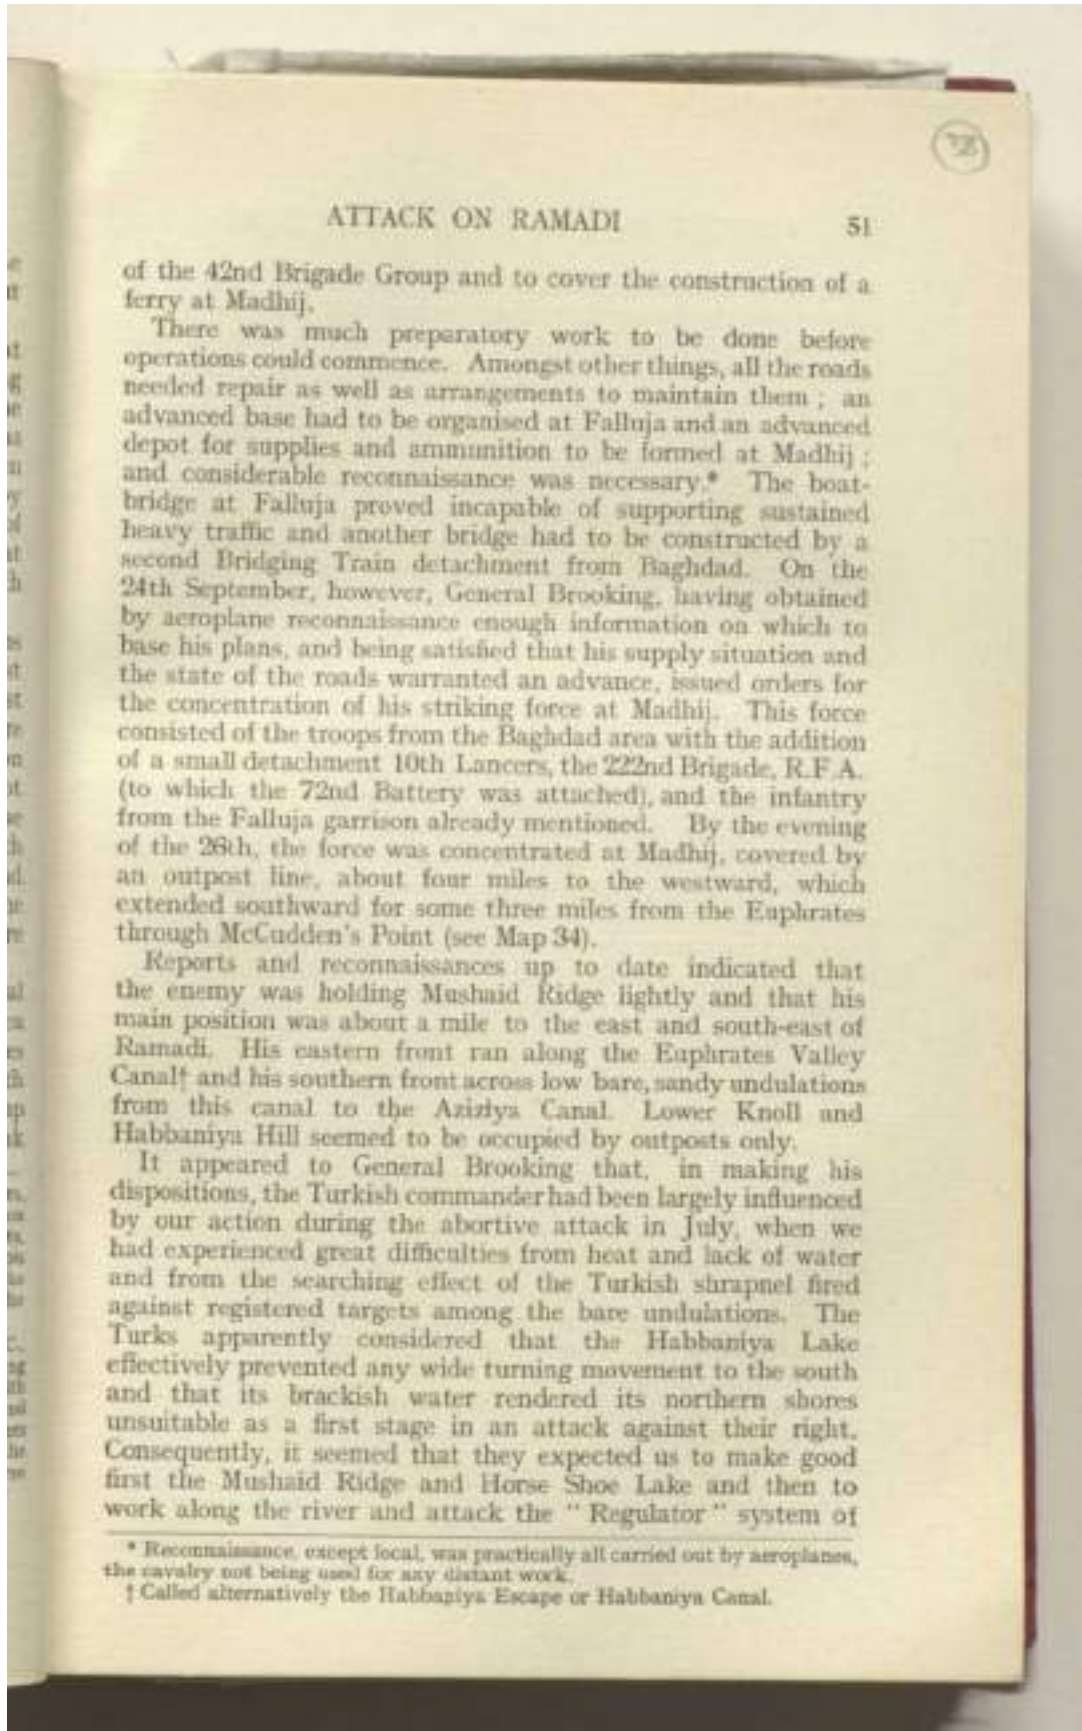 ATTACK ON RAMADI 51
of the 42nd Brigade Group and to cover the construction of a
ferry at Madhij.
There was much preparatory work to be done before
operations could commence. Amongst other things, all the roads
needed repair as well as arrangements to maintain them ; an
advanced base had to be organised at Falluja and an advanced
depot for supplies and ammunition to be formed at Madhij ;
and considerable reconnaissance was necessary.* The boat-
bridge at Falluja proved incapable of supporting sustained
heavy traffic and another bridge had to be constructed by a
second Bridging Train detachment from Baghdad. On the
24th September, however, General Brooking, having obtained
by aeroplane reconnaissance enough information on which to
base his plans, and being satisfied that his supply situation and
the state of the roads warranted an advance, issued orders for
the concentration of his striking force at Madhij. This force
consisted of the troops from the Baghdad area with the addition
of a small detachment 10th Lancers, the 222nd Brigade, R.F.A.
(to which the 72nd Battery was attached), and the infantry
from the Falluja garrison already mentioned. By the evening
of the 26th, the force was concentrated at Madhij, covered by
an outpost line, about four miles to the westward, which
extended southward for some three miles from the Euphrates
through McCudden's Point (see Map 34).
Reports and reconnaissances up to date indicated that
the enemy was holding Mushaid Ridge lightly and that his
main position was about a mile to the east and south-east of
Ramadi. His eastern front ran along the Euphrates Valley
Canal† and his southern front across low bare, sandy undulations
from this canal to the Aziziya Canal. Lower Knoll and
Habbaniya Hill seemed to be occupied by outposts only.
It appeared to General Brooking that, in making his
dispositions, the Turkish commander had been largely influenced
by our action during the abortive attack in July, when we
had experienced great difficulties from heat and lack of water
and from the searching effect of the Turkish shrapnel fired
against registered targets among the bare undulations. The
Turks apparently considered that the Habbaniya Lake
effectively prevented any wide turning movement to the south
and that its brackish water rendered its northern shores
unsuitable as a first stage in an attack against their right.
Consequently, it seemed that they expected us to make good
first the Mushaid Ridge and Horse Shoe Lake and then to
work along the river and attack the " Regulator " system of
* Reconnaissance, except local, was practically all carried out by aeroplanes,
the cavalry not being used for any distant work.
† Called alternatively the Habbaniya Escape or Habbaniya Canal.